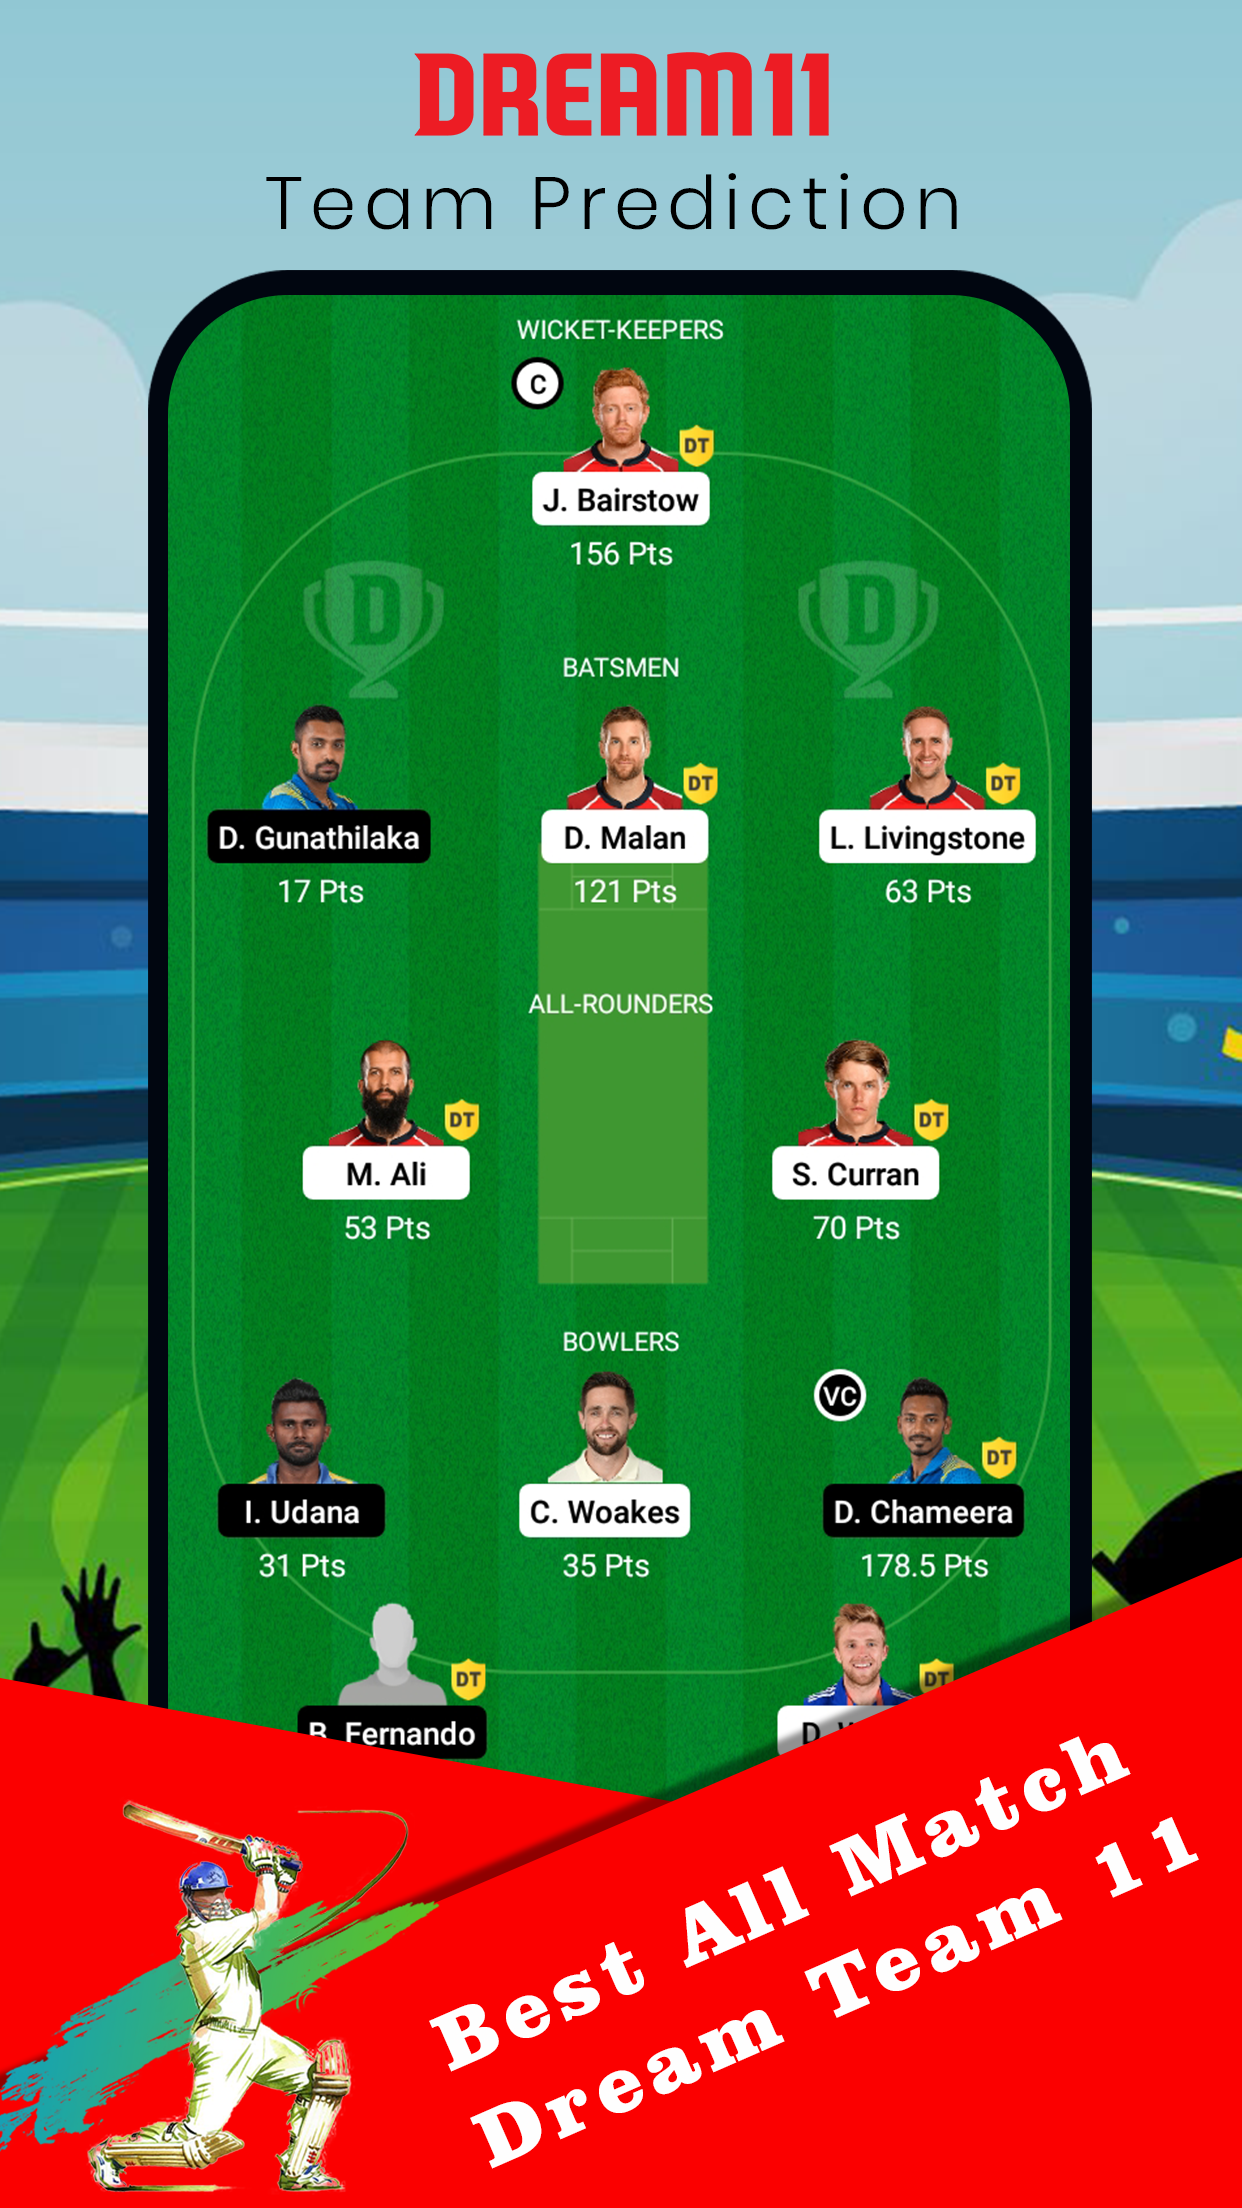 DREAM11
Team Prediction
WICKET-KEEPERS
C
DT
J. Bairstow
156 Pts
D
D
BATSMEN
DT
DT
D. Gunathilaka
D. Malan
L. Livingstone
17 Pts
121 Pts
63 Pts
ALL-ROUNDERS
DT
DT
M. Ali
S. Curran
53 Pts
70 Pts
BOWLERS
VC
DT
I. Udana
C. Woakes
D. Chameera
31 Pts
35 Pts
178.5 Pts
DT
DT
B. Fernando
D.
Best All Match
Dream Team 11